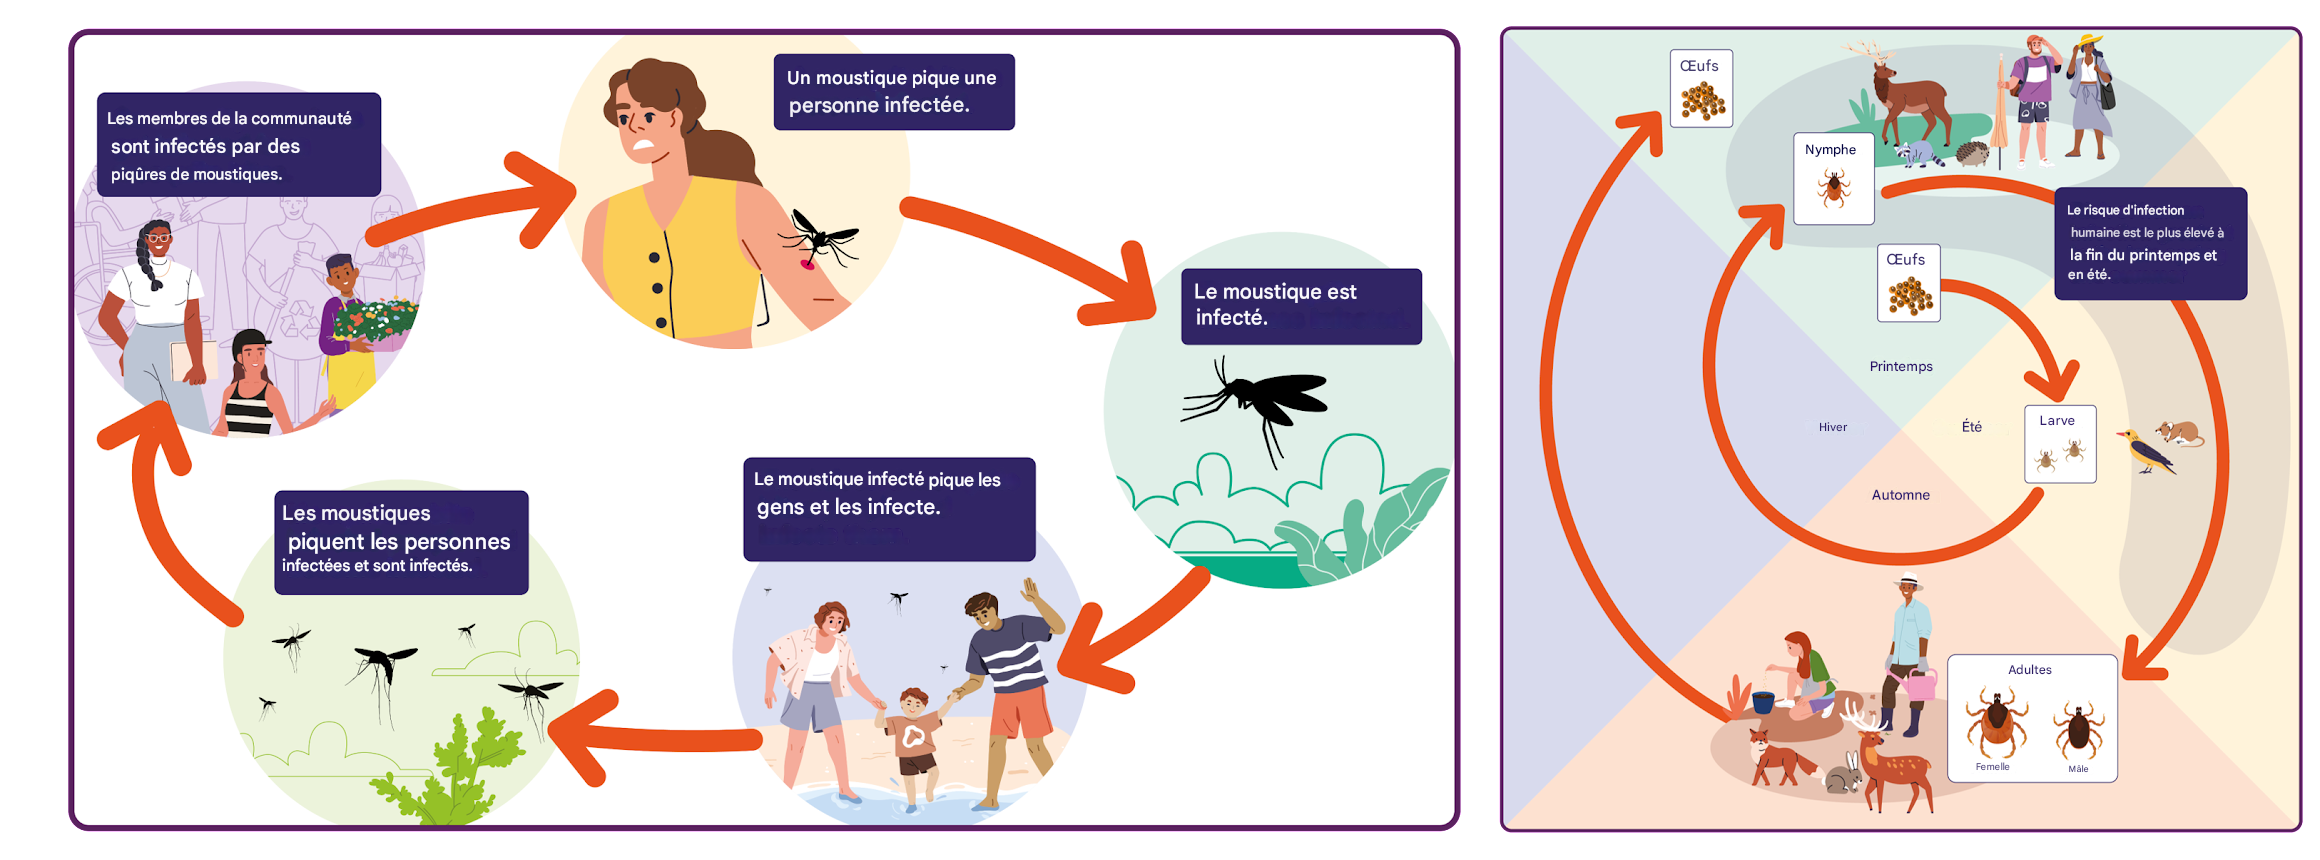 Les membres de la communauté
sont infectés par des
piqûres de moustiques.
Un moustique pique une
personne infectée.
Le moustique est
infecté.
Le moustique infecté pique les
gens et les infecte.
Les moustiques
piquent les personnes
infectées et sont infectés.
Œufs
Nymphe
Le risque d'infection
humaine est le plus élevé à
la fin du printemps et
en été.
Œufs
Printemps
Hiver
Été
Larve
Automne
Adultes
Femelle
Mâle